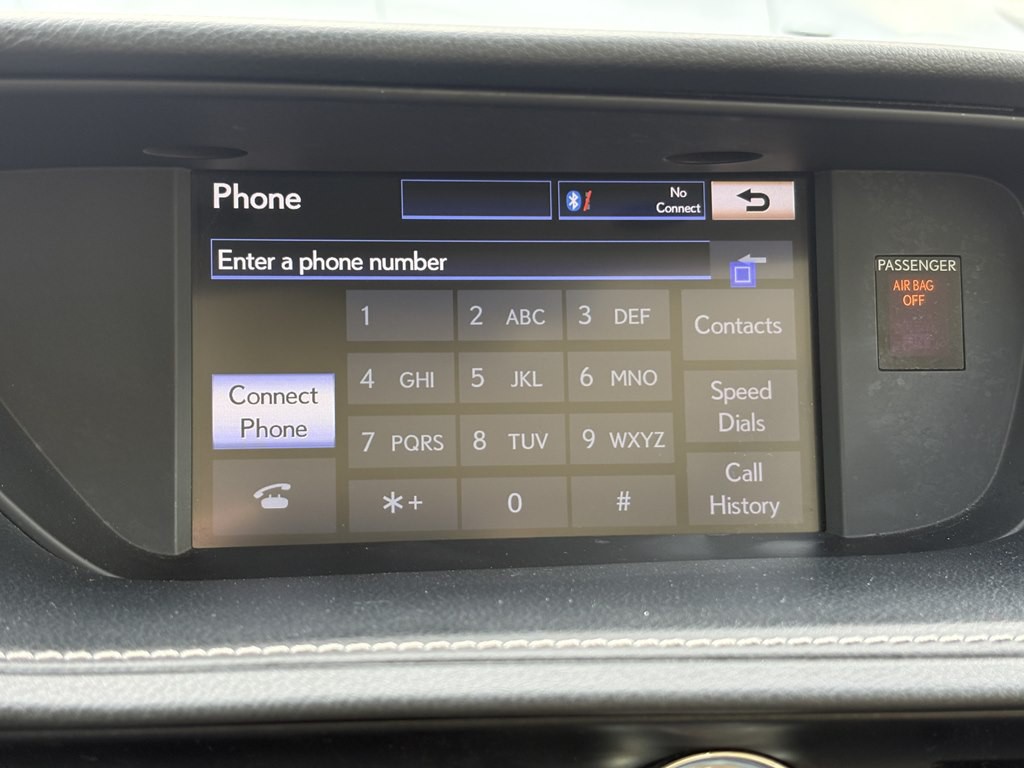 Phone
No
Connect
Enter a phone number
PASSENGER
AIR BAG
OFF
1
2 ABC
3 DEF
Contacts
Connect
Phone
4 GHI
5 JKL
6 MNO
Speed
Dials
7 PQRS
8 TUV
9 WXYZ
*+
0
#
Call
History